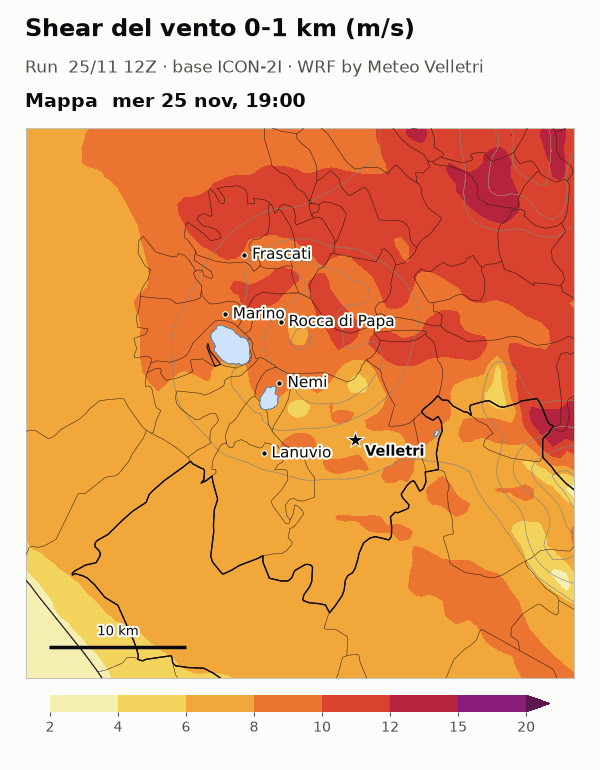 Shear del vento 0-1 km (m/s)
Run  25/11 12Z · base ICON-2I · WRF by Meteo Velletri
Mappa  mer 25 nov, 19:00
Frascati
Marino
Rocca di Papa
Nemi
Velletri
Lanuvio
10 km
2 4 6 8 10 12 15 20